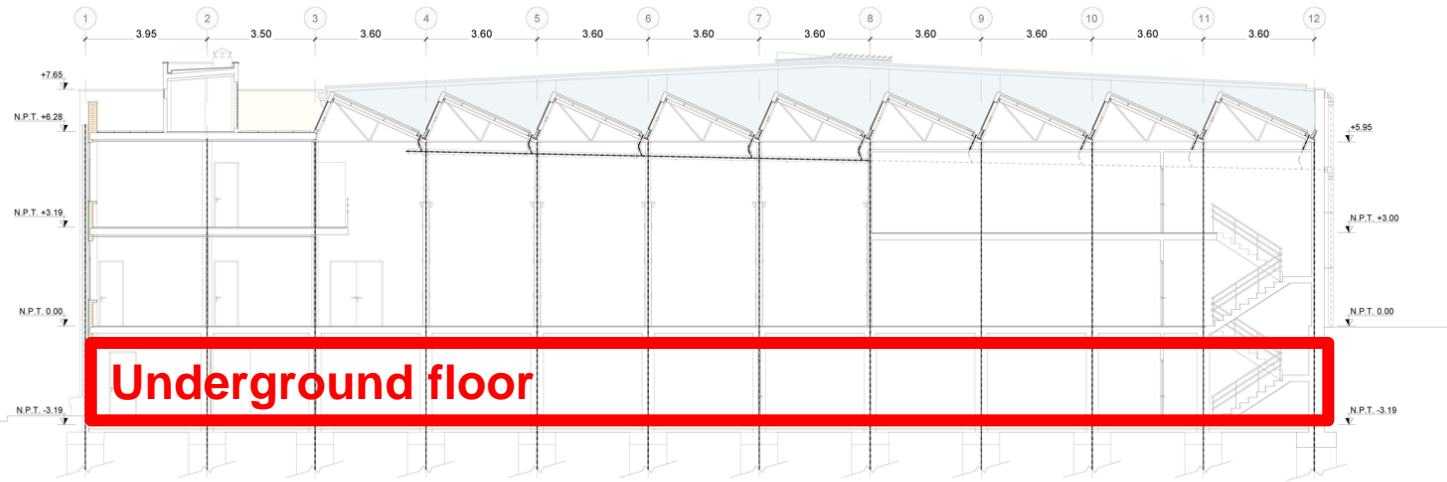 1 2 3 4 5 6 7 8 9 10 11 12
3.95 3.50 3.60 3.60 3.60 3.60 3.60 3.60 3.60 3.60 3.60
+7.65
N.P.T. +6.28
+5.95
N.P.T. +3.19
N.P.T. +3.00
N.P.T. 0.00
N.P.T. 0.00
Underground floor
N.P.T. -3.19
N.P.T. -3.19